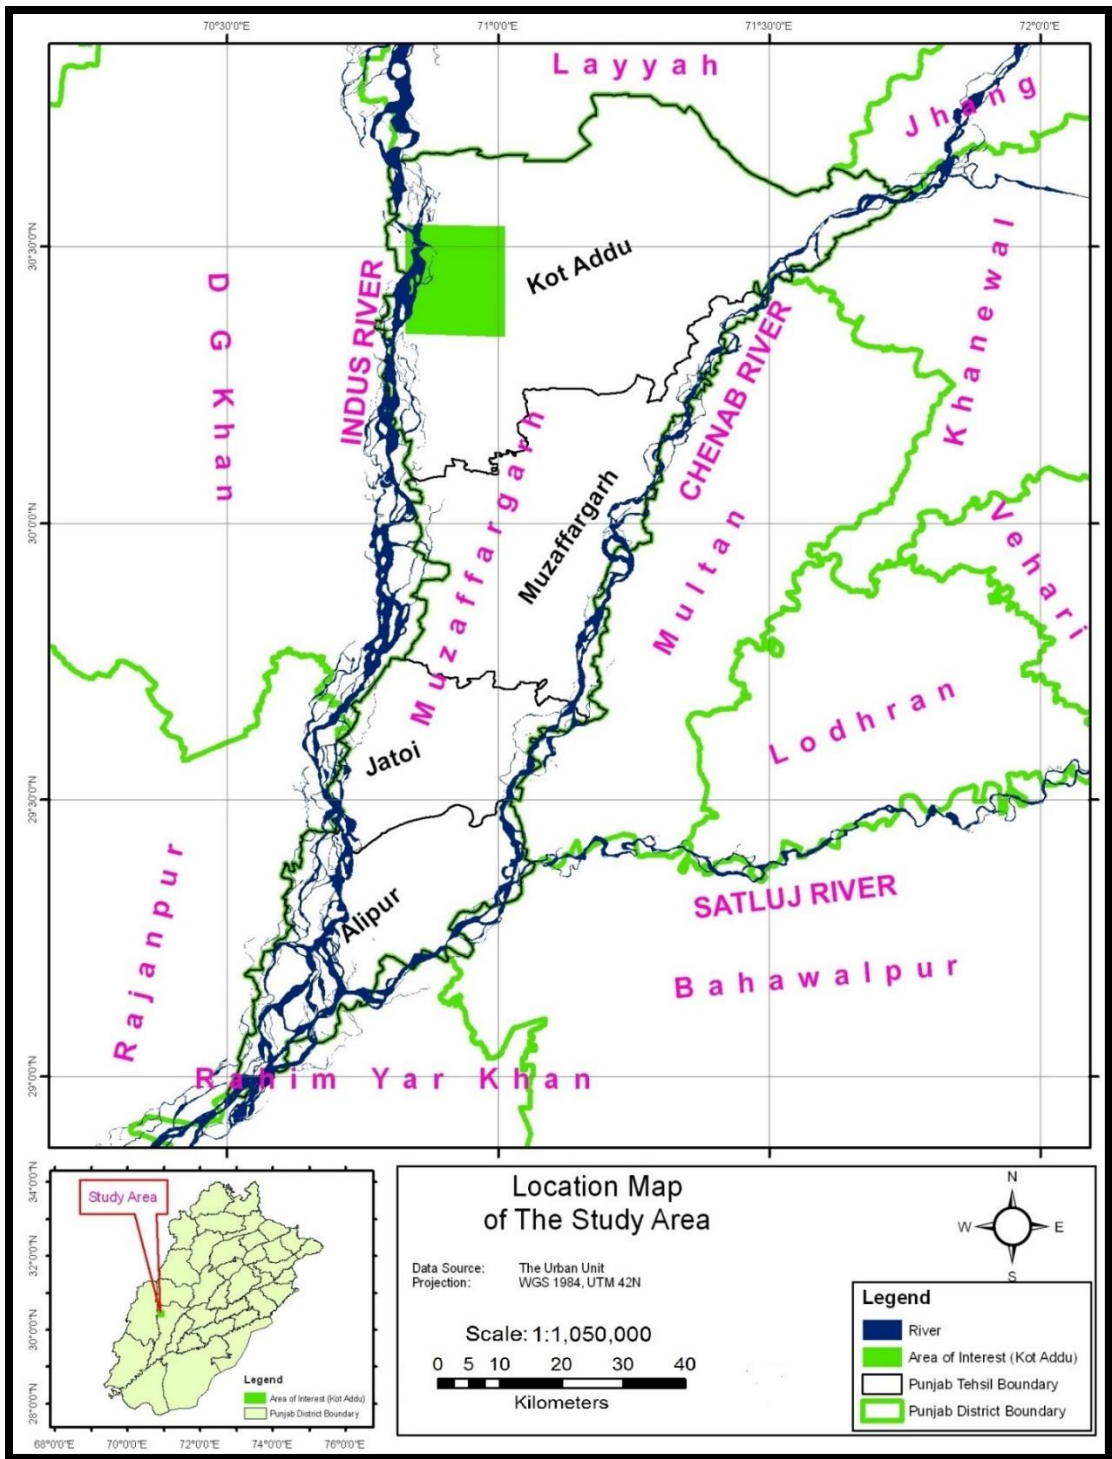 70°30'0"E 71°0'0"E 71°30'0"E 72°0'0"E
Layyah
Jhang
30°30'0"N
Kot Addu
Khanewal
D G Khan
INDUS RIVER
CHENAB RIVER
Muzaffargarh
Muzaffargarh
30°0'0"N
Multan
Vehari
Lodhran
Jatoi
29°30'0"N
SATLUJ RIVER
Rajanpur
Alipur
Bahawalpur
29°0'0"N
Rahim Yar Khan
34°0'0"N
32°0'0"N
30°0'0"N
28°0'0"N
Study Area
Legend
Area of Interest (Kot Addu)
Punjab District Boundary
68°0'0"E 70°0'0"E 72°0'0"E 74°0'0"E 76°0'0"E
Location Map
of The Study Area
Data Source: The Urban Unit
Projection: WGS 1984, UTM 42N
Scale: 1:1,050,000
0 5 10 20 30 40
Kilometers
N
W E
S
Legend
River
Area of Interest (Kot Addu)
Punjab Tehsil Boundary
Punjab District Boundary